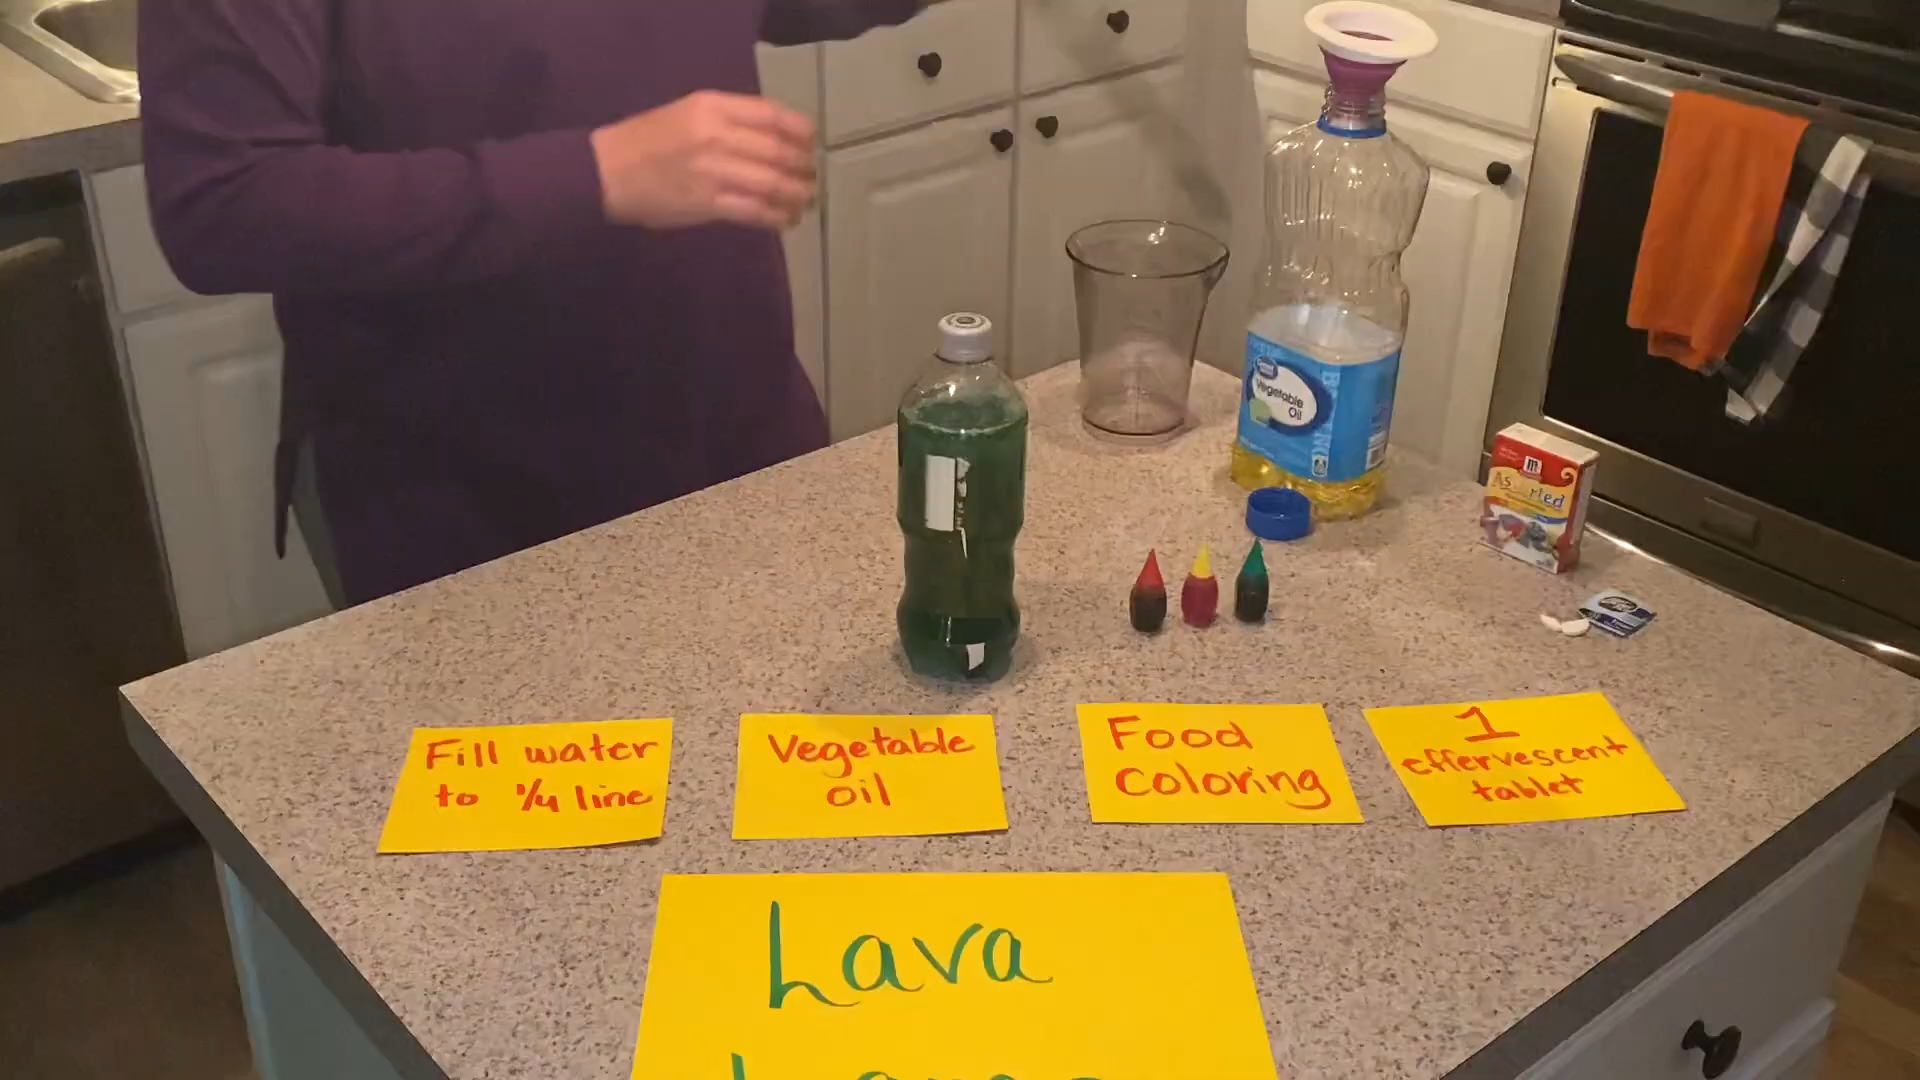 Vegetable
Oil
Assorted
Fill water
to 1/4 line
Vegetable
oil
Food
coloring
1
effervescent
tablet
Lava